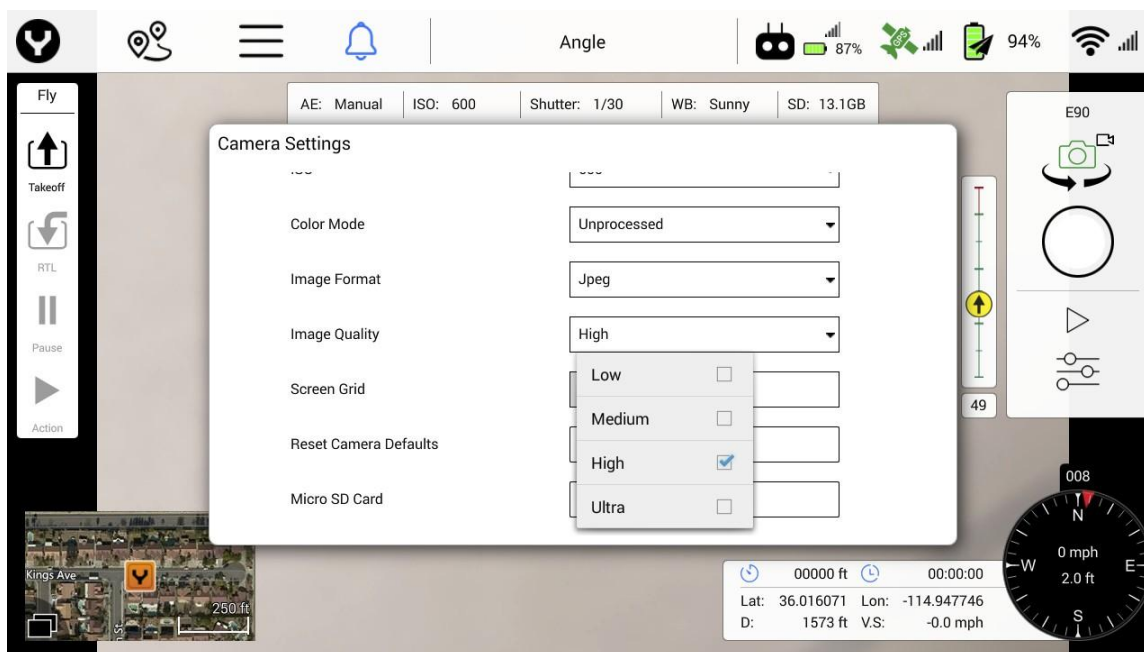 Angle
87%
GPS
94%
Fly
Takeoff
RTL
Pause
Action
AE: Manual
ISO: 600
Shutter: 1/30
WB: Sunny
SD: 13.1GB
E90
Camera Settings
Color Mode
Unprocessed
Image Format
Jpeg
Image Quality
High
Low
Medium
High
Ultra
Screen Grid
Reset Camera Defaults
Micro SD Card
49
008
N
W
E
S
0 mph
2.0 ft
Kings Ave
St
250 ft
00000 ft
00:00:00
Lat: 36.016071 Lon: -114.947746
D: 1573 ft V.S: -0.0 mph